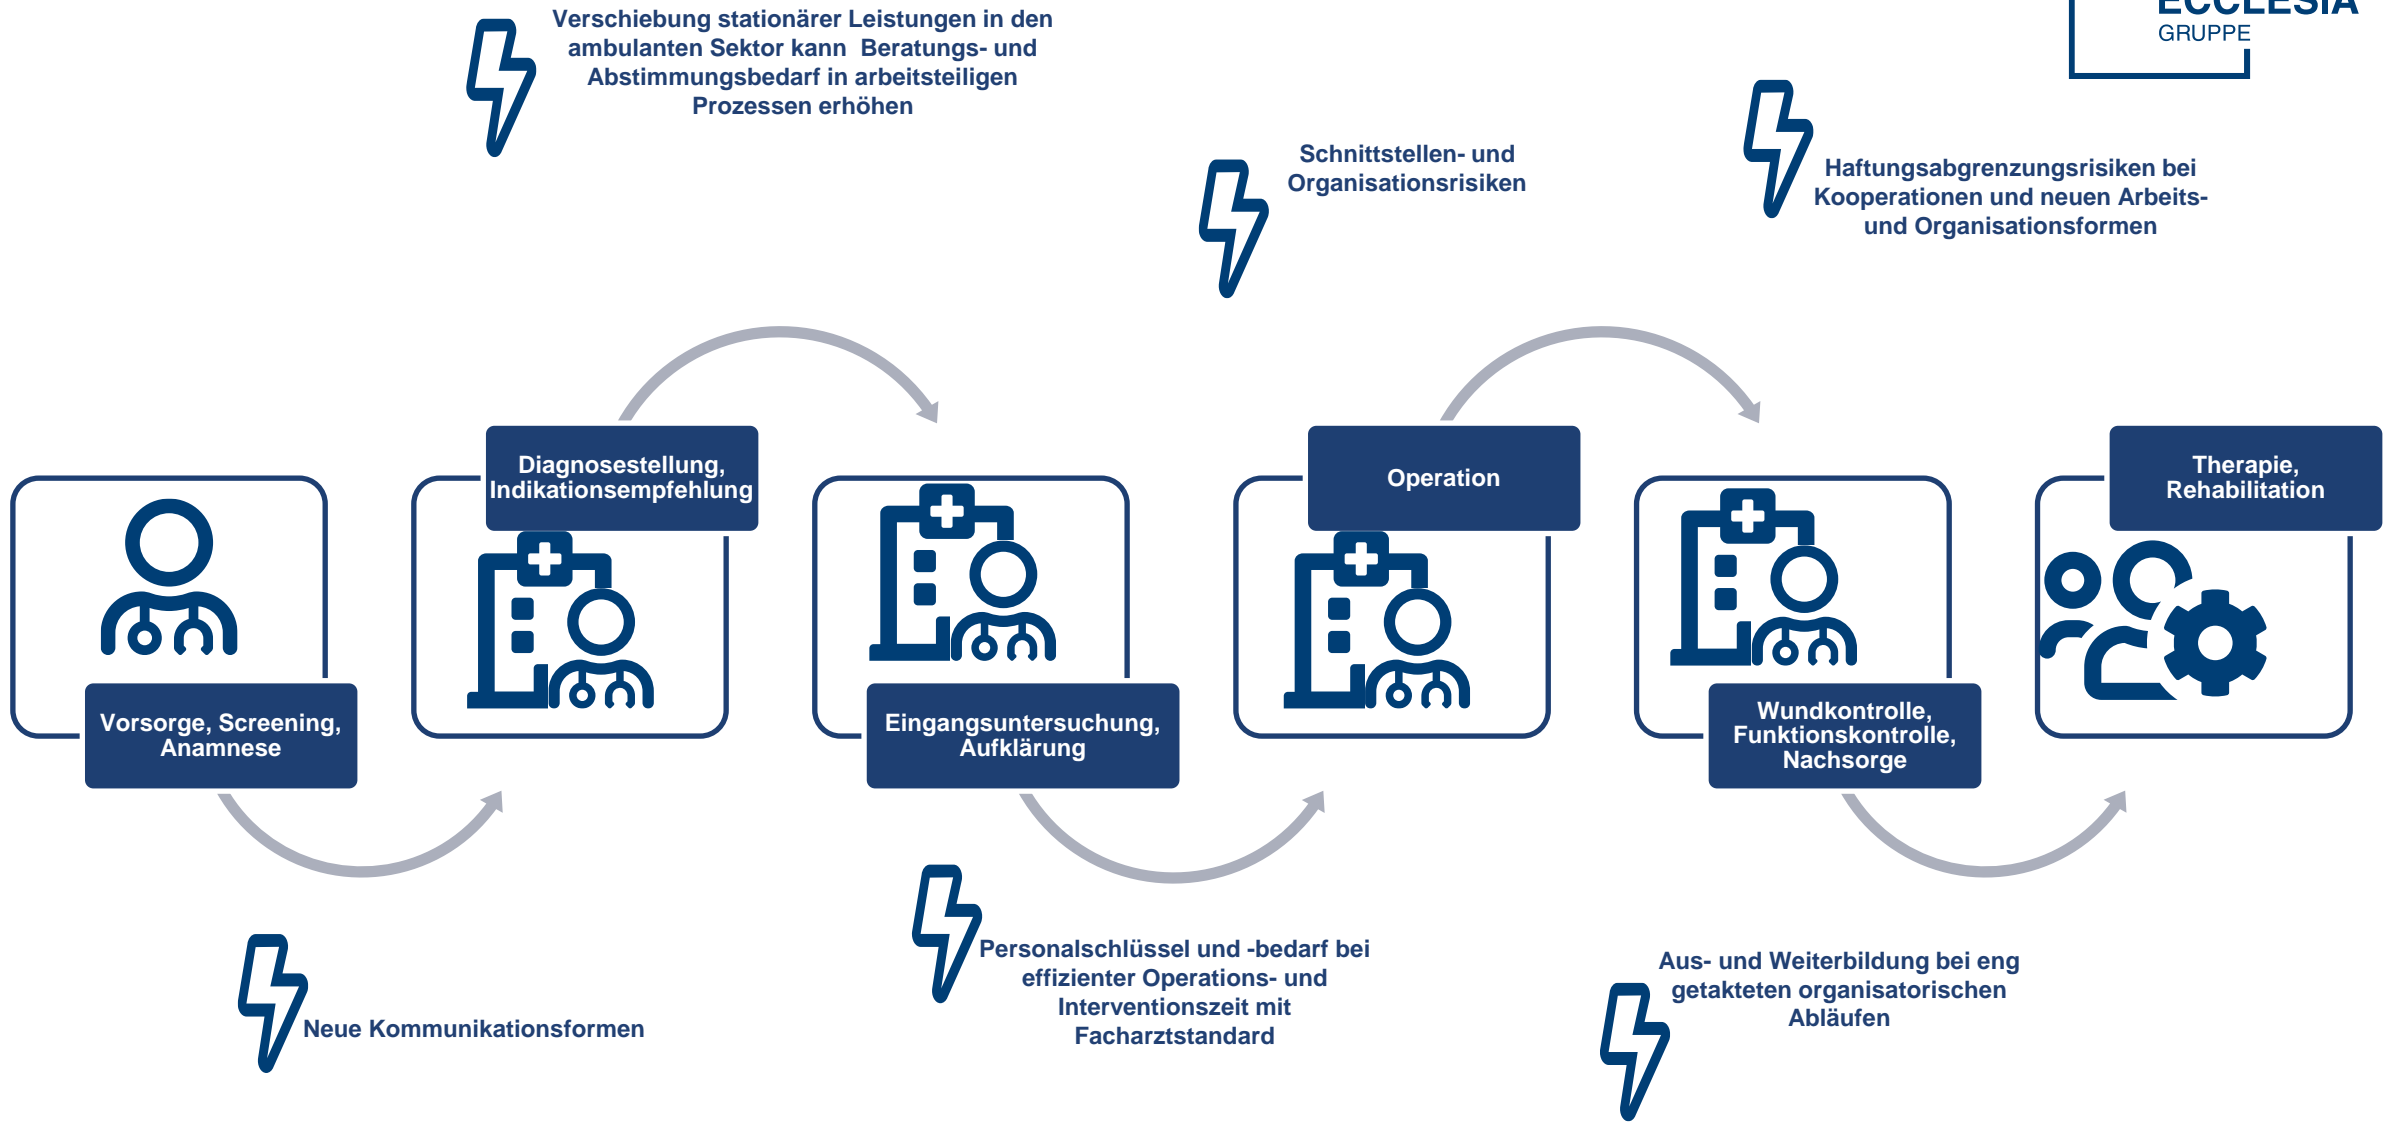 Verschiebung stationärer Leistungen in den
ambulanten Sektor kann  Beratungs- und
Abstimmungsbedarf in arbeitsteiligen
Prozessen erhöhen
ECCLESIA
GRUPPE
Schnittstellen- und
Organisationsrisiken
Haftungsabgrenzungsrisiken bei
Kooperationen und neuen Arbeits-
und Organisationsformen
Vorsorge, Screening,
Anamnese
Diagnosestellung,
Indikationsempfehlung
Eingangsuntersuchung,
Aufklärung
Operation
Wundkontrolle,
Funktionskontrolle,
Nachsorge
Therapie,
Rehabilitation
Neue Kommunikationsformen
Personalschlüssel und -bedarf bei
effizienter Operations- und
Interventionszeit mit
Facharztstandard
Aus- und Weiterbildung bei eng
getakteten organisatorischen
Abläufen